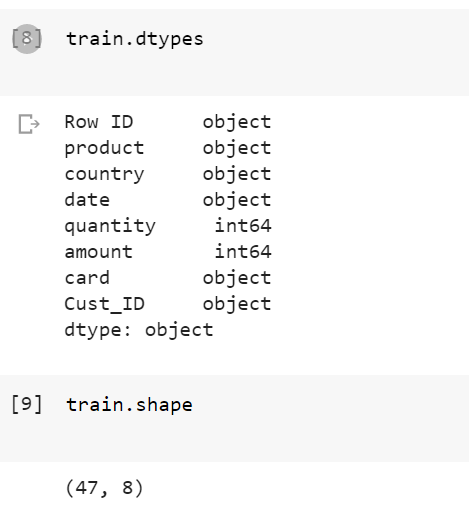 [8] train.dtypes
Row ID object
product object
country object
date object
quantity int64
amount int64
card object
Cust_ID object
dtype: object
[9] train.shape
(47, 8)